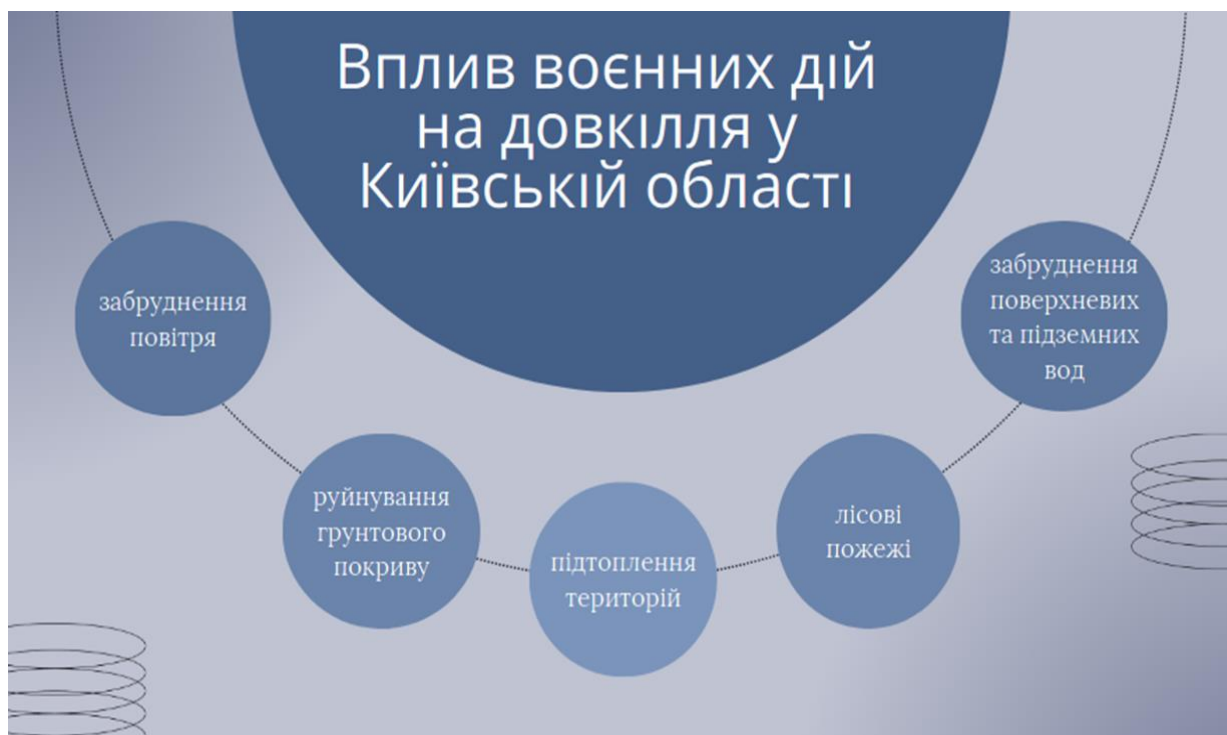 Вплив воєнних дій
на довкілля у
Київській області
забруднення
повітря
руйнування
грунтового
покриву
підтоплення
територій
лісові
пожежі
забруднення
поверхневих
та підземних
вод